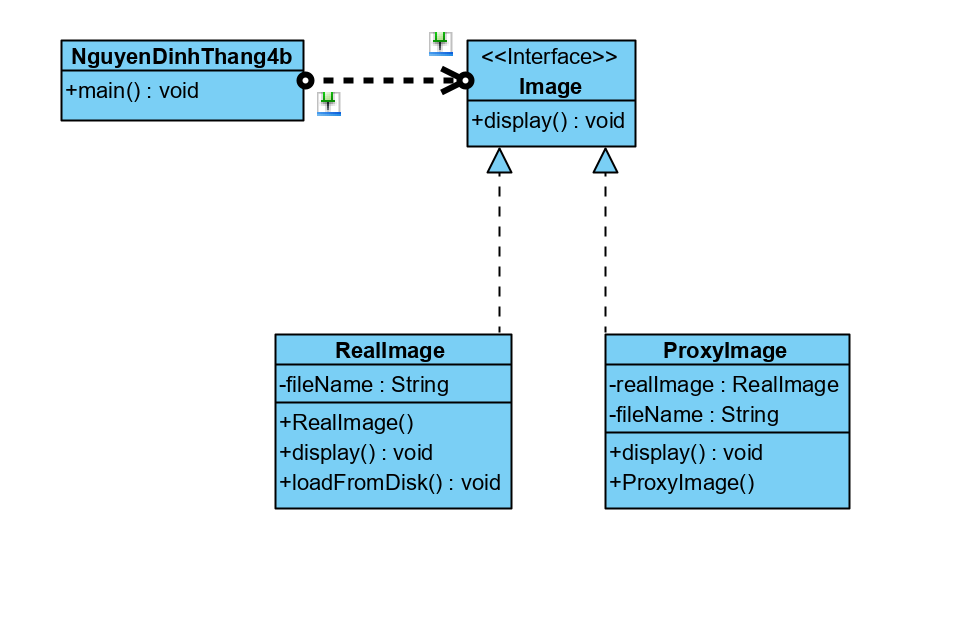 NguyenDinhThang4b
+main() : void
<<Interface>>
Image
+display() : void
RealImage
-fileName : String
+RealImage()
+display() : void
+loadFromDisk() : void
ProxyImage
-realImage : RealImage
-fileName : String
+display() : void
+ProxyImage()